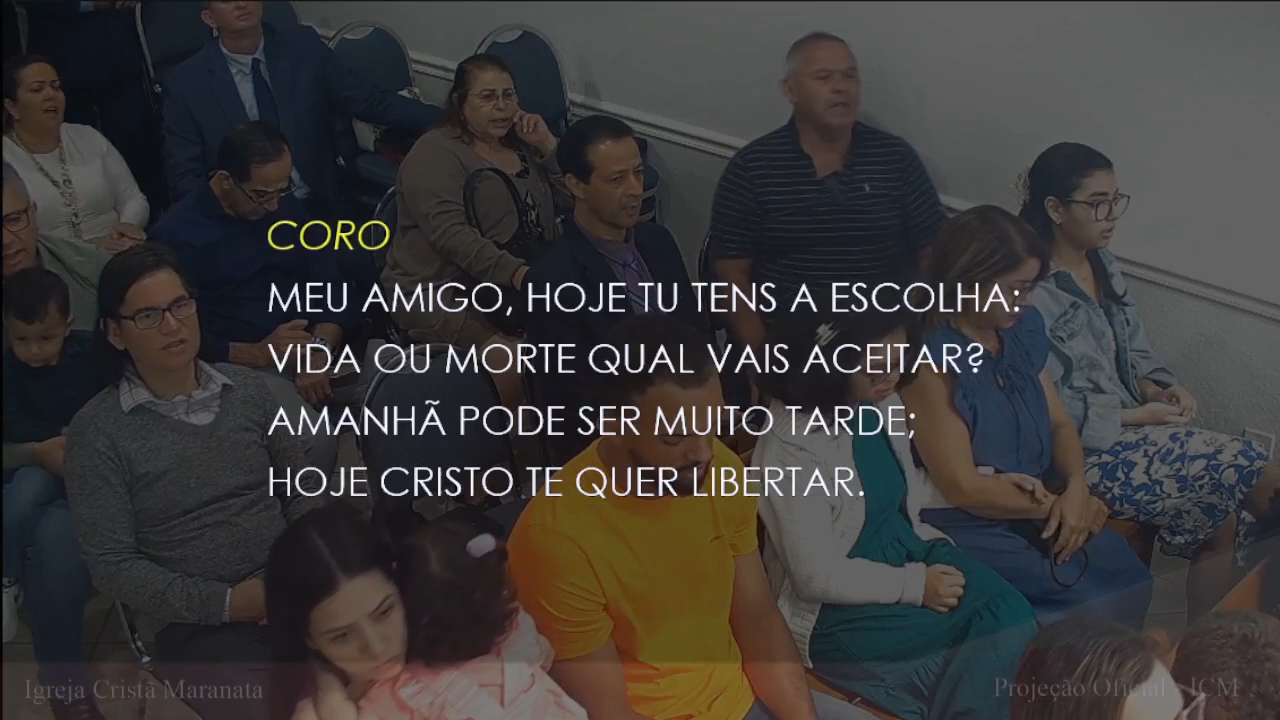 CORO
MEU AMIGO, HOJE TU TENS A ESCOLHA:
VIDA OU MORTE QUAL VAIS ACEITAR?
AMANHÃ PODE SER MUITO TARDE;
HOJE CRISTO TE QUER LIBERTAR.
Igreja Cristã Maranata
Projeção Oficial - ICM